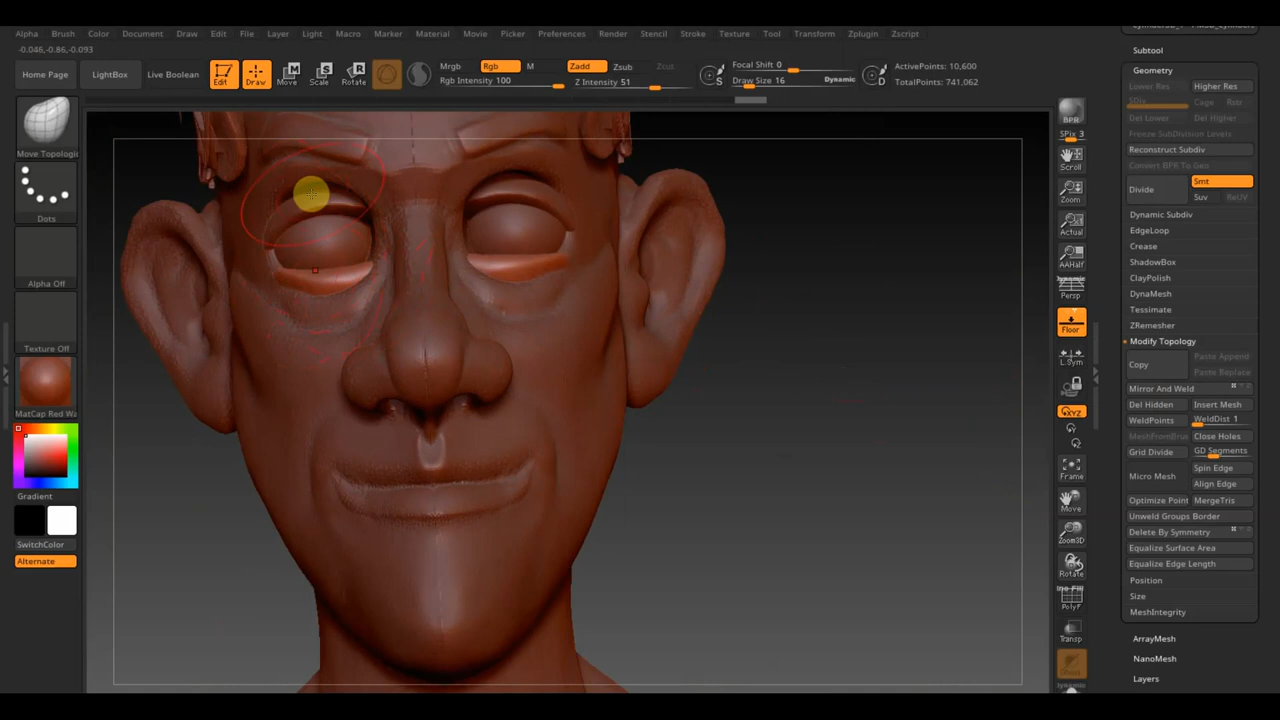 Alpha Brush Color Document Draw Edit File Layer Light Macro Marker Material Movie Picker Preferences Render Stencil Stroke Texture Tool Transform Zplugin Zscript
-0.046,-0.86,-0.093
Home Page LightBox Live Boolean Edit Draw Move Scale Rotate
Mrgb Rgb M Zadd Zsub Zcut Focal Shift 0 ActivePoints: 10,600
Rgb Intensity 100 Z Intensity 51 S Draw Size 16 Dynamic D TotalPoints: 741,062
Move Topologi
Dots
Alpha Off
Texture Off
MatCap Red Wa
Gradient
SwitchColor
Alternate
BPR
SPix 3
Scroll
Zoom
Actual
AAHalf
Dynamic
Persp
Floor
L.Sym
XYZ
Y
Z
Frame
Move
Zoom3D
Rotate
PolyF
Transp
Dynamic
Subtool
Geometry
Lower Res Higher Res
SDiv Cage Rstr
Del Lower Del Higher
Freeze SubDivision Levels
Reconstruct Subdiv
Convert BPR To Geo
Divide Smt
Suv ReUV
Dynamic Subdiv
EdgeLoop
Crease
ShadowBox
ClayPolish
DynaMesh
Tessimate
ZRemesher
Modify Topology
Copy Paste Append
Paste Replace
Mirror And Weld
Del Hidden Insert Mesh
WeldPoints WeldDist 1
MeshFromBru Close Holes
Grid Divide GD Segments
Micro Mesh Spin Edge
Align Edge
Optimize Point MergeTris
Unweld Groups Border
Delete By Symmetry
Equalize Surface Area
Equalize Edge Length
Position
Size
MeshIntegrity
ArrayMesh
NanoMesh
Layers